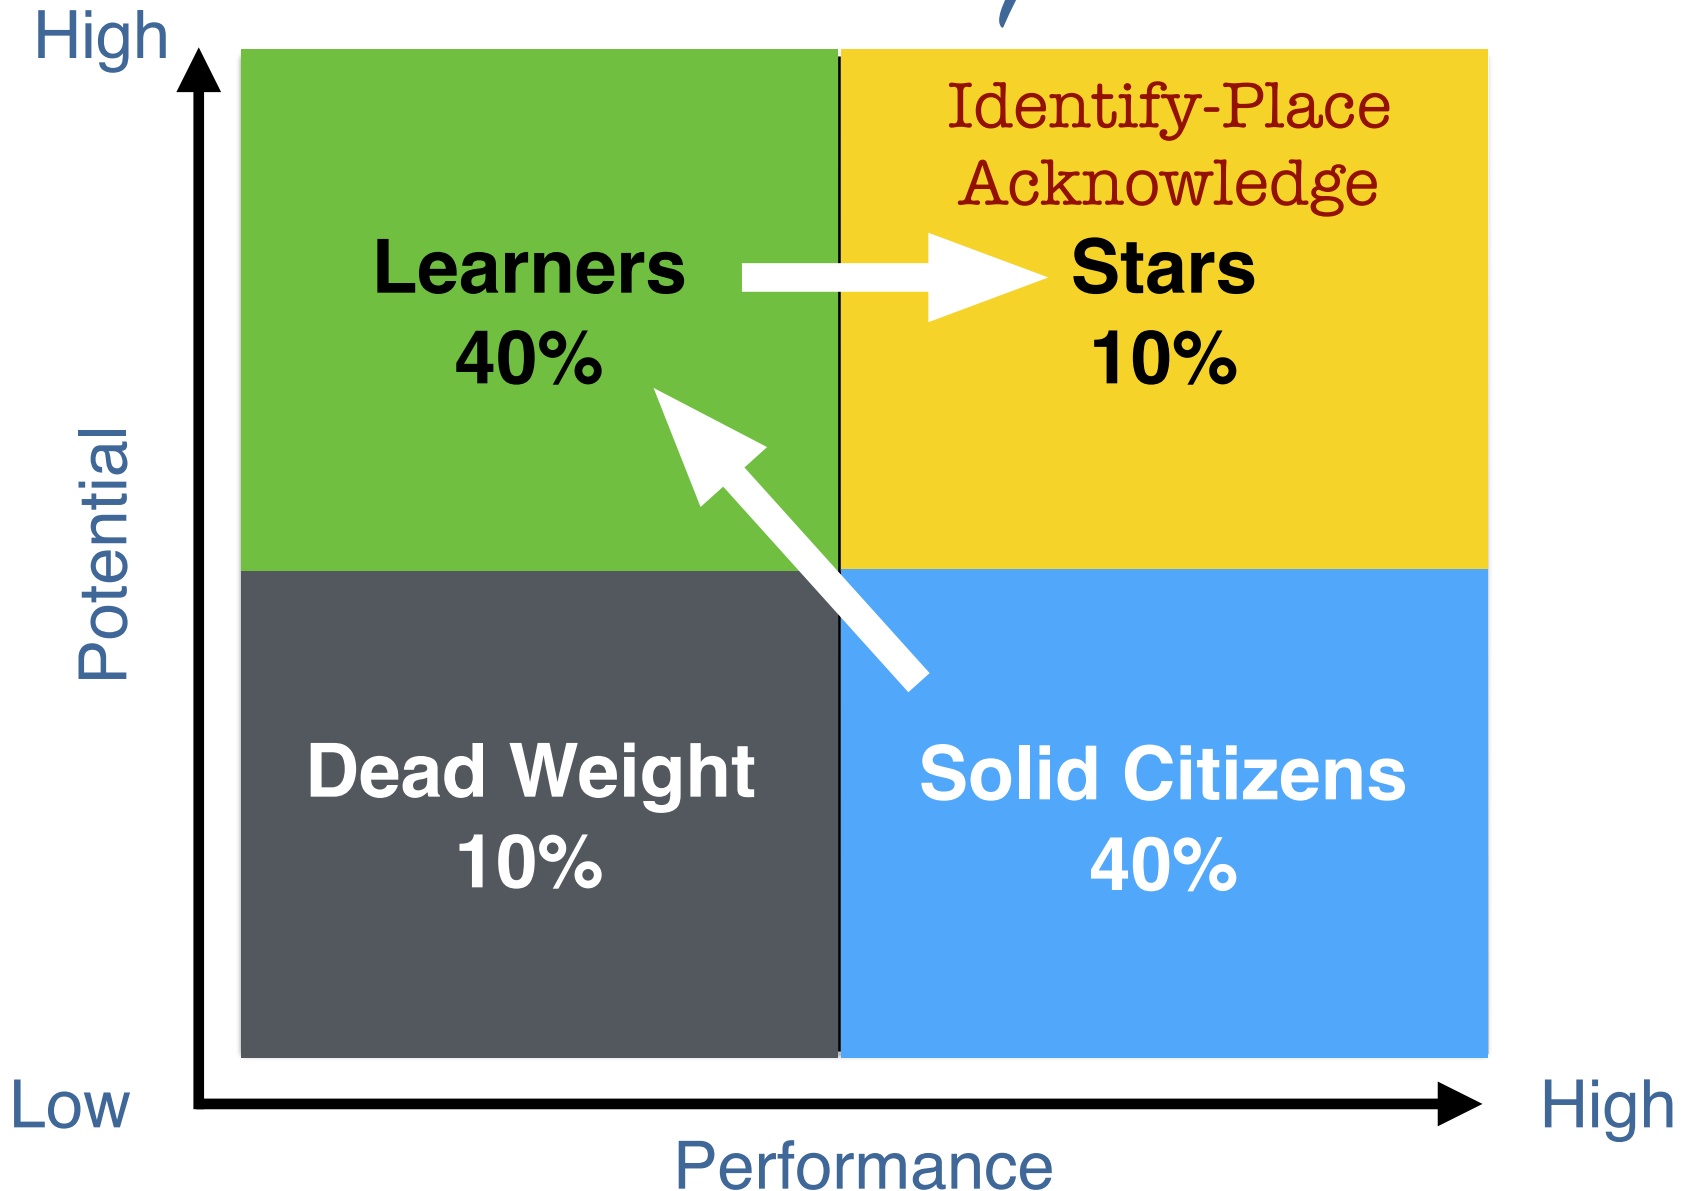 High
Identify-Place
Acknowledge
Learners
40%
Stars
10%
Potential
Dead Weight
10%
Solid Citizens
40%
Low
High
Performance